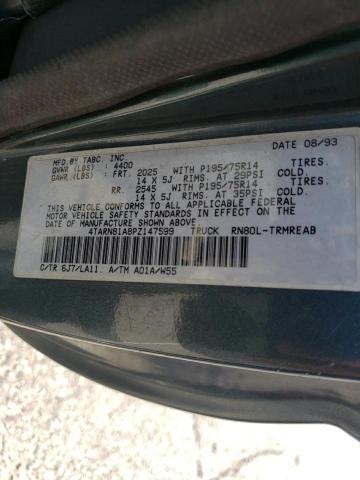 MFD BY TABC, INC. DATE 08/93
GVWR (LBS) : 4400
GAWR (LBS) : FRT. 2025 WITH P195/75R14 TIRES.
14 X 5J RIMS. AT 29PSI COLD.
RR. 2545 WITH P195/75R14 TIRES.
14 X 5J RIMS. AT 35PSI COLD.
THIS VEHICLE CONFORMS TO ALL APPLICABLE FEDERAL
MOTOR VEHICLE SAFETY STANDARDS IN EFFECT ON THE DATE
OF MANUFACTURE SHOWN ABOVE.
4TARN81A8PZ147599 TRUCK RN80L-TRMREAB
C/TR 6J7/LA11. A/TM A01A/W55